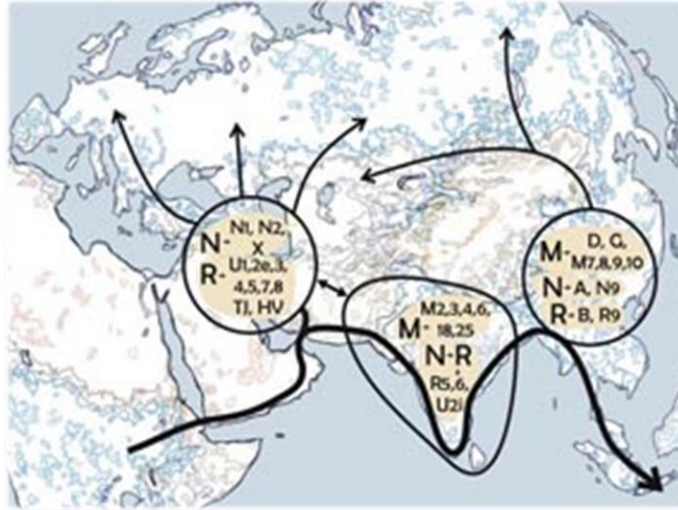 N- N1, N2,
X
R- U1,2e,3,
4,5,7,8
TJ, HV
M2,3,4,6,
M- 18,25
N-R
R5,6,
U2i
M- D, G,
M7,8,9,10
N- A, N9
R- B, R9